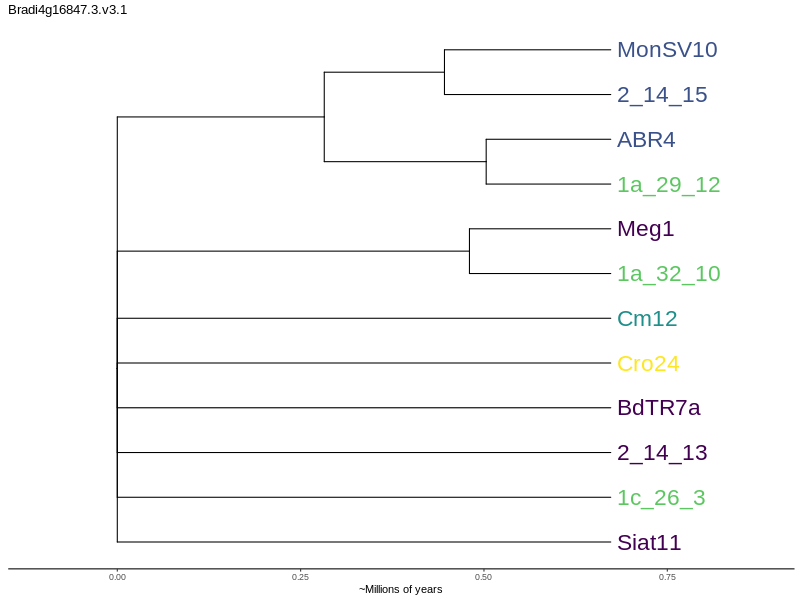 Bradi4g16847.3.v3.1
MonSV10
2_14_15
ABR4
1a_29_12
Meg1
1a_32_10
Cm12
Cro24
BdTR7a
2_14_13
1c_26_3
Siat11
0.00 0.25 0.50 0.75
~Millions of years